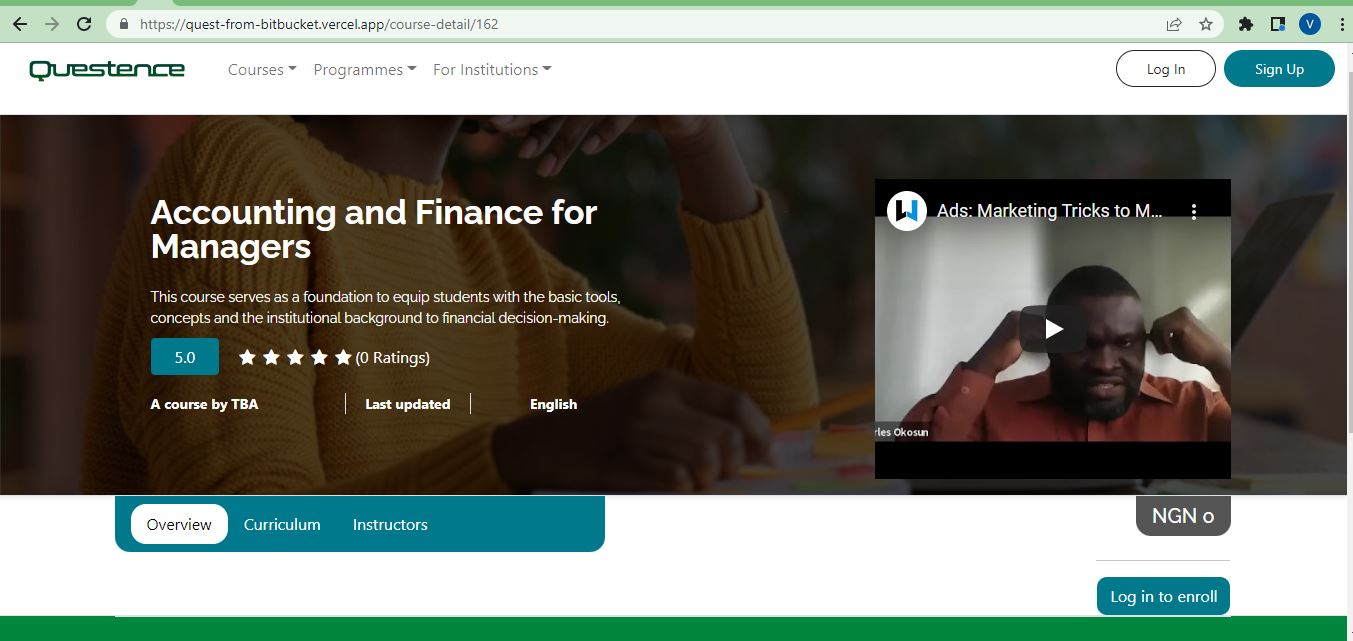 https://quest-from-bitbucket.vercel.app/course-detail/162
V
Questence
Courses
Programmes
For Institutions
Log In
Sign Up
Accounting and Finance for
Managers
This course serves as a foundation to equip students with the basic tools,
concepts and the institutional background to financial decision-making.
5.0
(0 Ratings)
A course by TBA
Last updated
English
Ads: Marketing Tricks to M...
rles Okosun
Overview
Curriculum
Instructors
NGN 0
Log in to enroll